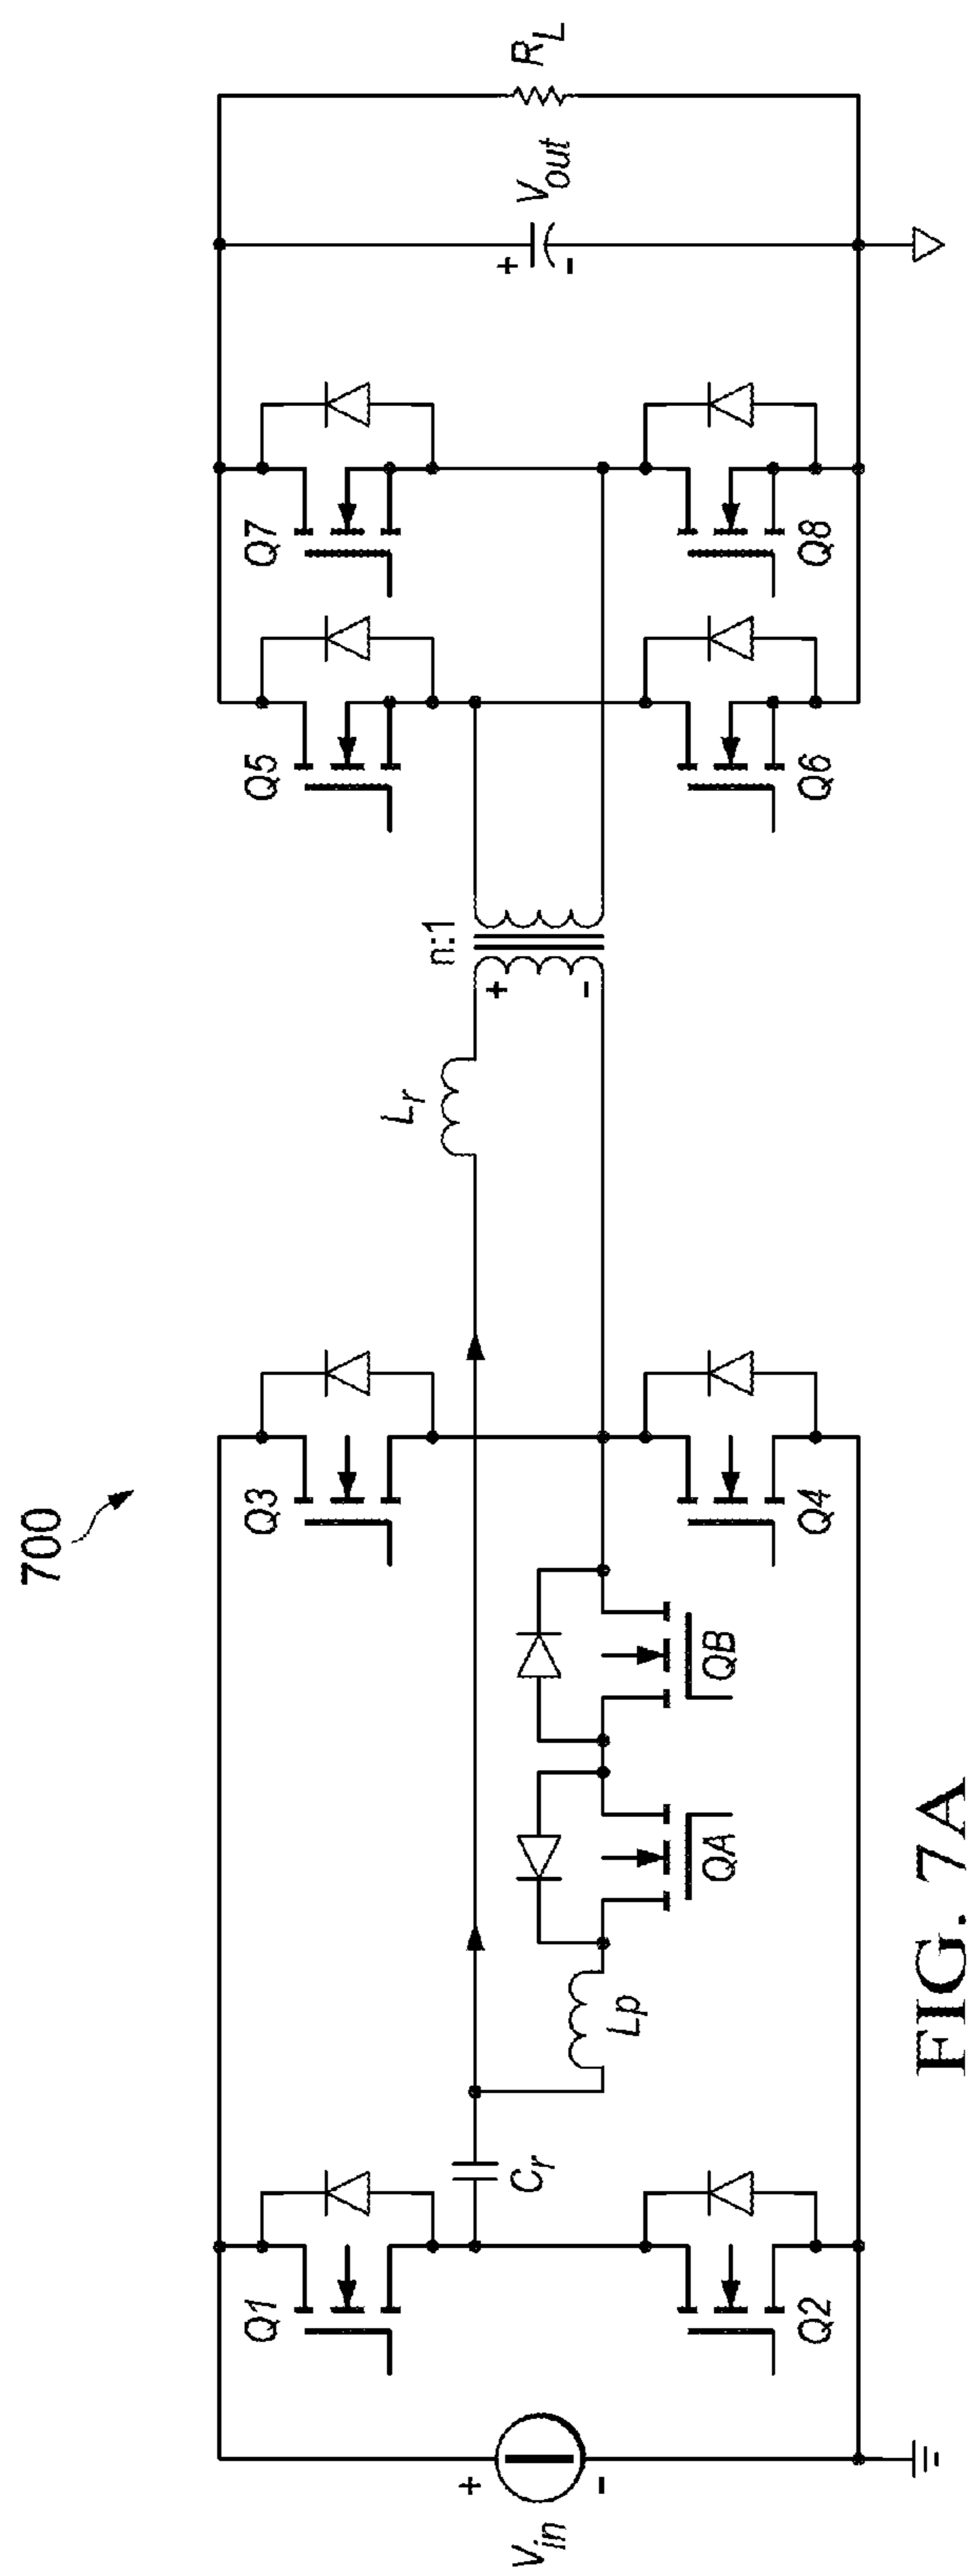 700
Vin
+
-
Q1
Q2
Cr
Lp
QA
QB
Q3
Q4
Lr
n:1
+
-
Q5
Q6
Q7
Q8
+
-
Vout
RL
FIG. 7A